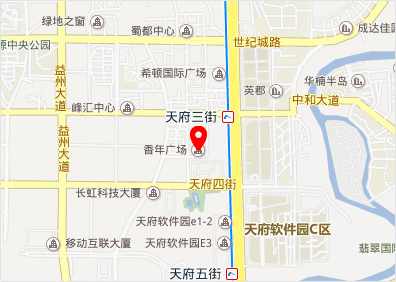 绿地之窗
蜀都中心
成达佳园
源中央公园
世纪城路
希顿国际广场
益州大道
华楠半岛
英郡
峰汇中心
中和大道
天府三街
香年广场
益州大道
天府四街
长虹科技大厦
天府软件园e1-2
天府软件园C区
移动互联大厦
天府软件园E3
翡翠国际
天府五街